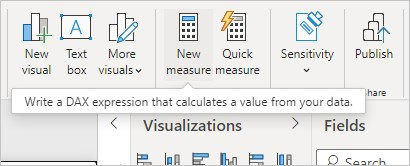 New visual
Text box
More visuals
New measure
Quick measure
Sensitivity
Publish
Share
Write a DAX expression that calculates a value from your data.
Visualizations
Fields